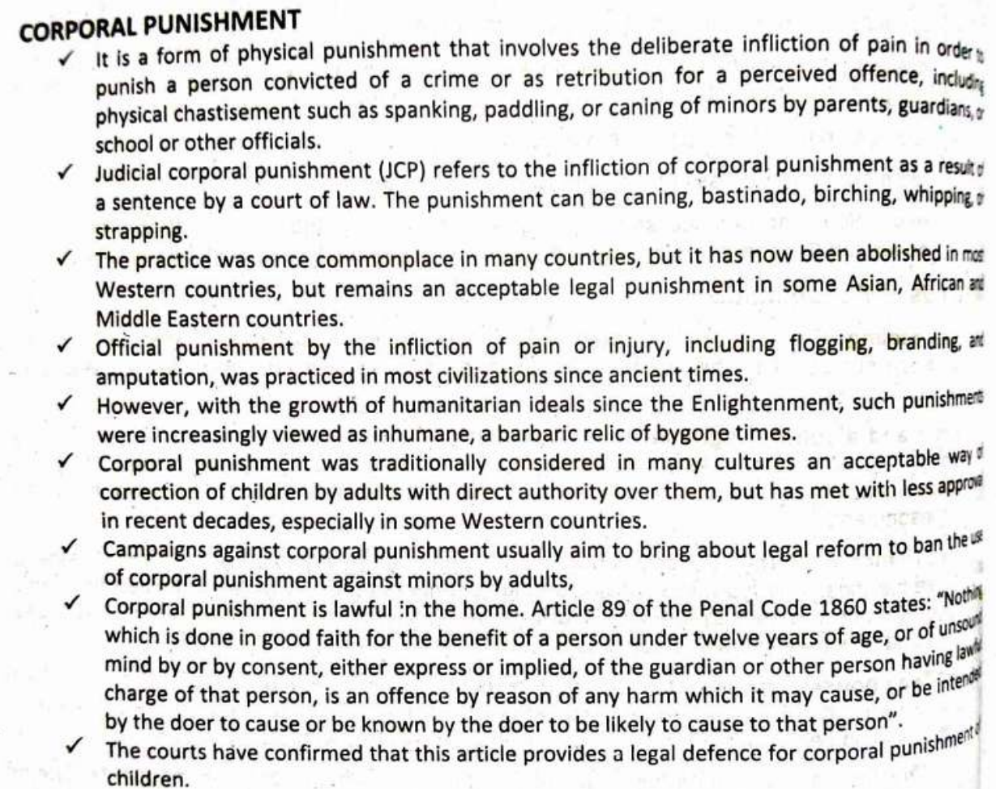 CORPORAL PUNISHMENT
✓ It is a form of physical punishment that involves the deliberate infliction of pain in order to
punish a person convicted of a crime or as retribution for a perceived offence, including
physical chastisement such as spanking, paddling, or caning of minors by parents, guardians, or
school or other officials.
✓ Judicial corporal punishment (JCP) refers to the infliction of corporal punishment as a result of
a sentence by a court of law. The punishment can be caning, bastinado, birching, whipping, or
strapping.
✓ The practice was once commonplace in many countries, but it has now been abolished in most
Western countries, but remains an acceptable legal punishment in some Asian, African and
Middle Eastern countries.
✓ Official punishment by the infliction of pain or injury, including flogging, branding, and
amputation, was practiced in most civilizations since ancient times.
✓ However, with the growth of humanitarian ideals since the Enlightenment, such punishments
were increasingly viewed as inhumane, a barbaric relic of bygone times.
✓ Corporal punishment was traditionally considered in many cultures an acceptable way of
correction of children by adults with direct authority over them, but has met with less approval
in recent decades, especially in some Western countries.
✓ Campaigns against corporal punishment usually aim to bring about legal reform to ban the use
of corporal punishment against minors by adults,
✓ Corporal punishment is lawful in the home. Article 89 of the Penal Code 1860 states: “Nothing
which is done in good faith for the benefit of a person under twelve years of age, or of unsound
mind by or by consent, either express or implied, of the guardian or other person having lawful
charge of that person, is an offence by reason of any harm which it may cause, or be intended
by the doer to cause or be known by the doer to be likely to cause to that person”.
✓ The courts have confirmed that this article provides a legal defence for corporal punishment of
children.